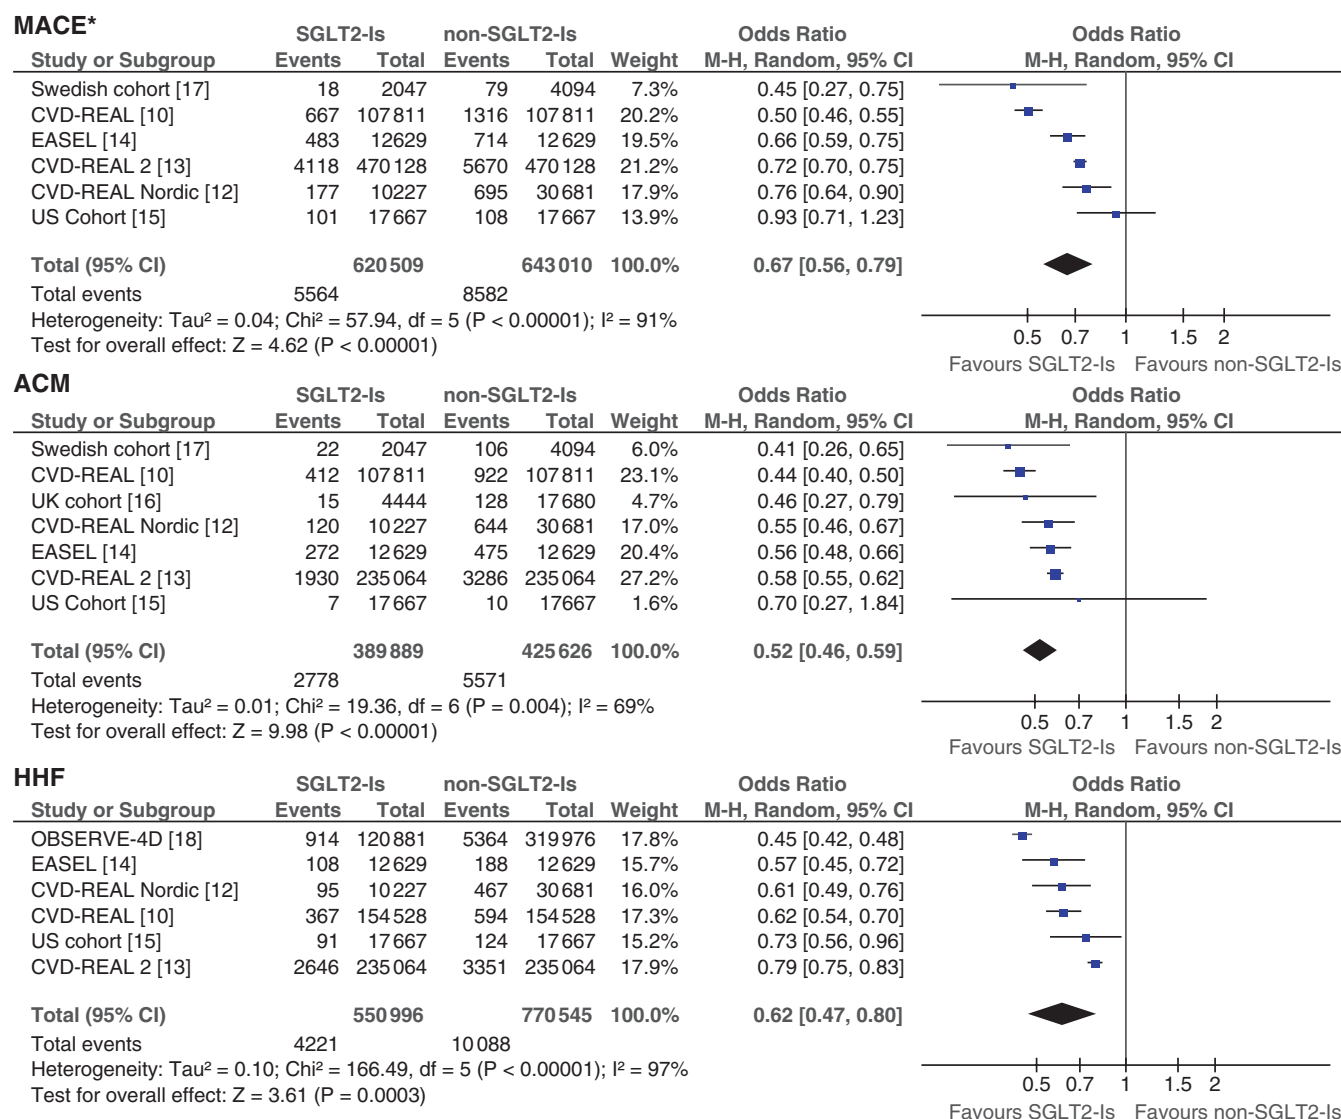 MACE*
SGLT2-Is non-SGLT2-Is Odds Ratio Odds Ratio
Study or Subgroup Events Total Events Total Weight M-H, Random, 95% CI M-H, Random, 95% CI
Swedish cohort [17] 18 2047 79 4094 7.3% 0.45 [0.27, 0.75]
CVD-REAL [10] 667 107811 1316 107811 20.2% 0.50 [0.46, 0.55]
EASEL [14] 483 12629 714 12629 19.5% 0.66 [0.59, 0.75]
CVD-REAL 2 [13] 4118 470128 5670 470128 21.2% 0.72 [0.70, 0.75]
CVD-REAL Nordic [12] 177 10227 695 30681 17.9% 0.76 [0.64, 0.90]
US Cohort [15] 101 17667 108 17667 13.9% 0.93 [0.71, 1.23]
Total (95% CI) 620509 643010 100.0% 0.67 [0.56, 0.79]
Total events 5564 8582
Heterogeneity: Tau² = 0.04; Chi² = 57.94, df = 5 (P < 0.00001); I² = 91%
0.5 0.7 1 1.5 2
Test for overall effect: Z = 4.62 (P < 0.00001)
Favours SGLT2-Is Favours non-SGLT2-Is
ACM
SGLT2-Is non-SGLT2-Is Odds Ratio Odds Ratio
Study or Subgroup Events Total Events Total Weight M-H, Random, 95% CI M-H, Random, 95% CI
Swedish cohort [17] 22 2047 106 4094 6.0% 0.41 [0.26, 0.65]
CVD-REAL [10] 412 107811 922 107811 23.1% 0.44 [0.40, 0.50]
UK cohort [16] 15 4444 128 17680 4.7% 0.46 [0.27, 0.79]
CVD-REAL Nordic [12] 120 10227 644 30681 17.0% 0.55 [0.46, 0.67]
EASEL [14] 272 12629 475 12629 20.4% 0.56 [0.48, 0.66]
CVD-REAL 2 [13] 1930 235064 3286 235064 27.2% 0.58 [0.55, 0.62]
US Cohort [15] 7 17667 10 17667 1.6% 0.70 [0.27, 1.84]
Total (95% CI) 389889 425626 100.0% 0.52 [0.46, 0.59]
Total events 2778 5571
Heterogeneity: Tau² = 0.01; Chi² = 19.36, df = 6 (P = 0.004); I² = 69%
0.5 0.7 1 1.5 2
Test for overall effect: Z = 9.98 (P < 0.00001)
Favours SGLT2-Is Favours non-SGLT2-Is
HHF
SGLT2-Is non-SGLT2-Is Odds Ratio Odds Ratio
Study or Subgroup Events Total Events Total Weight M-H, Random, 95% CI M-H, Random, 95% CI
OBSERVE-4D [18] 914 120881 5364 319976 17.8% 0.45 [0.42, 0.48]
EASEL [14] 108 12629 188 12629 15.7% 0.57 [0.45, 0.72]
CVD-REAL Nordic [12] 95 10227 467 30681 16.0% 0.61 [0.49, 0.76]
CVD-REAL [10] 367 154528 594 154528 17.3% 0.62 [0.54, 0.70]
US cohort [15] 91 17667 124 17667 15.2% 0.73 [0.56, 0.96]
CVD-REAL 2 [13] 2646 235064 3351 235064 17.9% 0.79 [0.75, 0.83]
Total (95% CI) 550996 770545 100.0% 0.62 [0.47, 0.80]
Total events 4221 10088
Heterogeneity: Tau² = 0.10; Chi² = 166.49, df = 5 (P < 0.00001); I² = 97%
0.5 0.7 1 1.5 2
Test for overall effect: Z = 3.61 (P = 0.0003)
Favours SGLT2-Is Favours non-SGLT2-Is